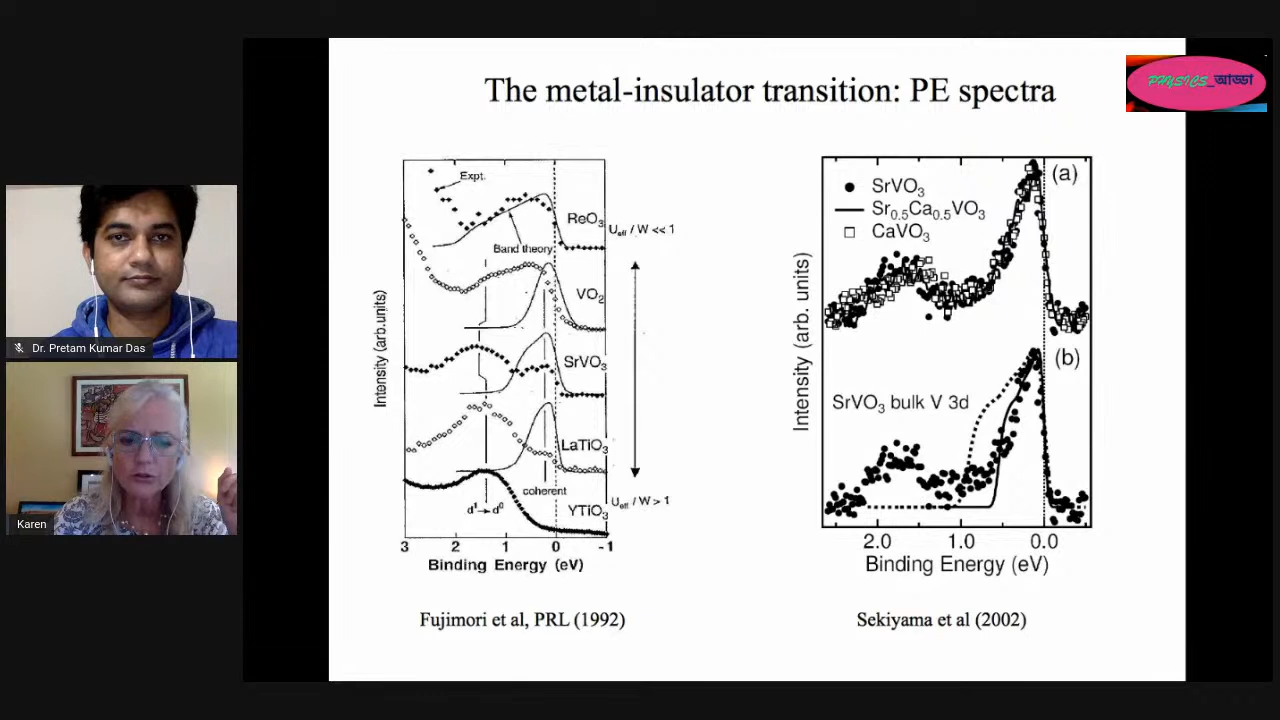 The metal-insulator transition: PE spectra
PHYSICS_আড্ডা
Dr. Pretam Kumar Das
Karen
Expt.
ReO3
Ueff / W << 1
Band theory
VO2
SrVO3
LaTiO3
coherent
Ueff / W > 1
d1→d0
YTiO3
Intensity (arb.units)
3 2 1 0 -1
Binding Energy (eV)
Fujimori et al, PRL (1992)
(a)
SrVO3
Sr0.5Ca0.5VO3
CaVO3
(b)
SrVO3 bulk V 3d
Intensity (arb. units)
2.0 1.0 0.0
Binding Energy (eV)
Sekiyama et al (2002)